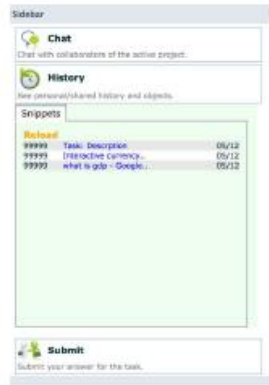 Sidebar
Chat
Chat with collaborators of the active project.
History
See personal/shared history and objects.
Snippets
Reload
99999 Task: Description 05/12
99999 Interactive currency... 05/12
99999 what is gdp - Google... 05/12
Submit
Submit your answer for the task.